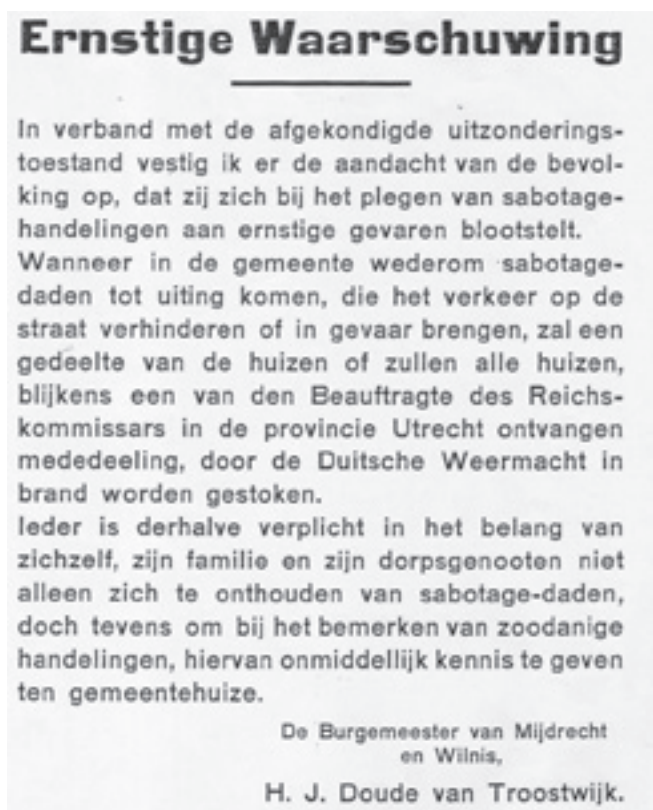 Ernstige Waarschuwing
In verband met de afgekondigde uitzonderings-
toestand vestig ik er de aandacht van de bevol-
king op, dat zij zich bij het plegen van sabotage-
handelingen aan ernstige gevaren blootstelt.
Wanneer in de gemeente wederom sabotage-
daden tot uiting komen, die het verkeer op de
straat verhinderen of in gevaar brengen, zal een
gedeelte van de huizen of zullen alle huizen,
blijkens een van den Beauftragte des Reichs-
kommissars in de provincie Utrecht ontvangen
mededeeling, door de Duitsche Weermacht in
brand worden gestoken.
Ieder is derhalve verplicht in het belang van
zichzelf, zijn familie en zijn dorpsgenooten niet
alleen zich te onthouden van sabotage-daden,
doch tevens om bij het bemerken van zoodanige
handelingen, hiervan onmiddellijk kennis te geven
ten gemeentehuize.
De Burgemeester van Mijdrecht
en Wilnis,
H. J. Doude van Troostwijk.